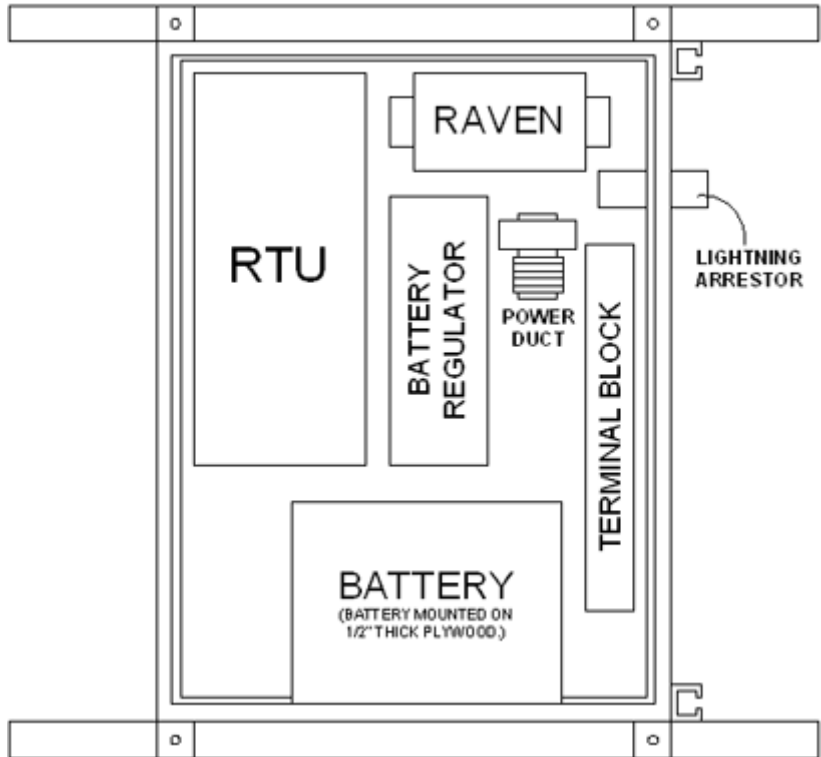 RAVEN
RTU
BATTERY
REGULATOR
POWER
DUCT
LIGHTNING
ARRESTOR
TERMINAL BLOCK
BATTERY
(BATTERY MOUNTED ON
1/2" THICK PLYWOOD.)